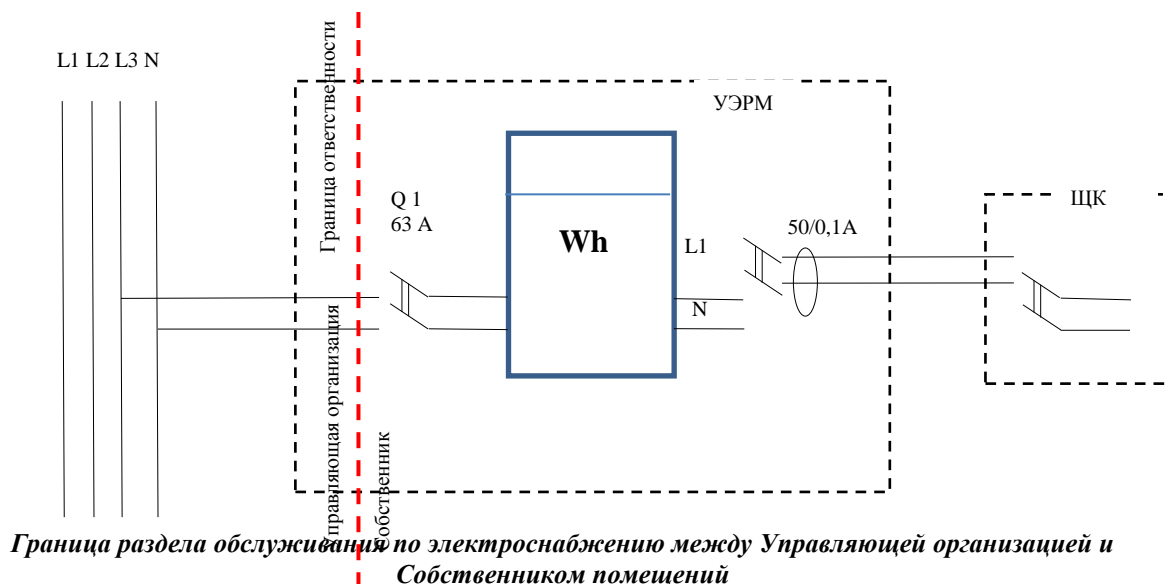 L1 L2 L3 N
Граница ответственности
УЭРМ
Q 1
63 А
Wh
L1
N
50/0,1А
ЩК
Управляющая организация
Собственник
Граница раздела обслуживания по электроснабжению между Управляющей организацией и
Собственником помещений